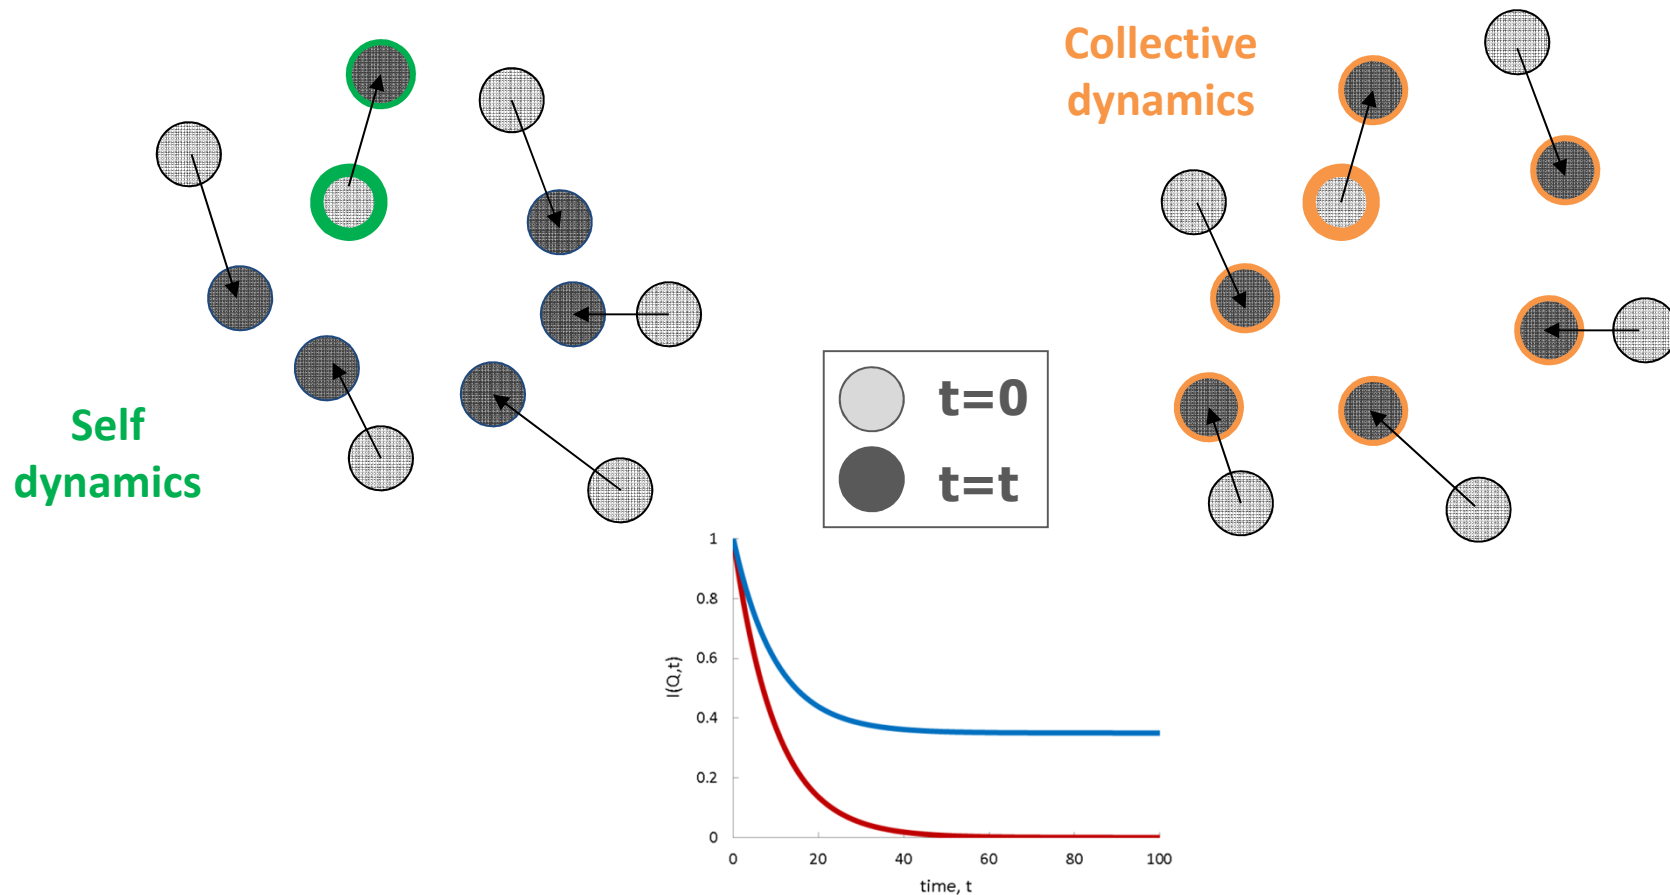 Collective
dynamics
Self
dynamics
t=0
t=t
1
0.8
0.6
0.4
0.2
0
I(Q,t)
0 20 40 60 80 100
time, t